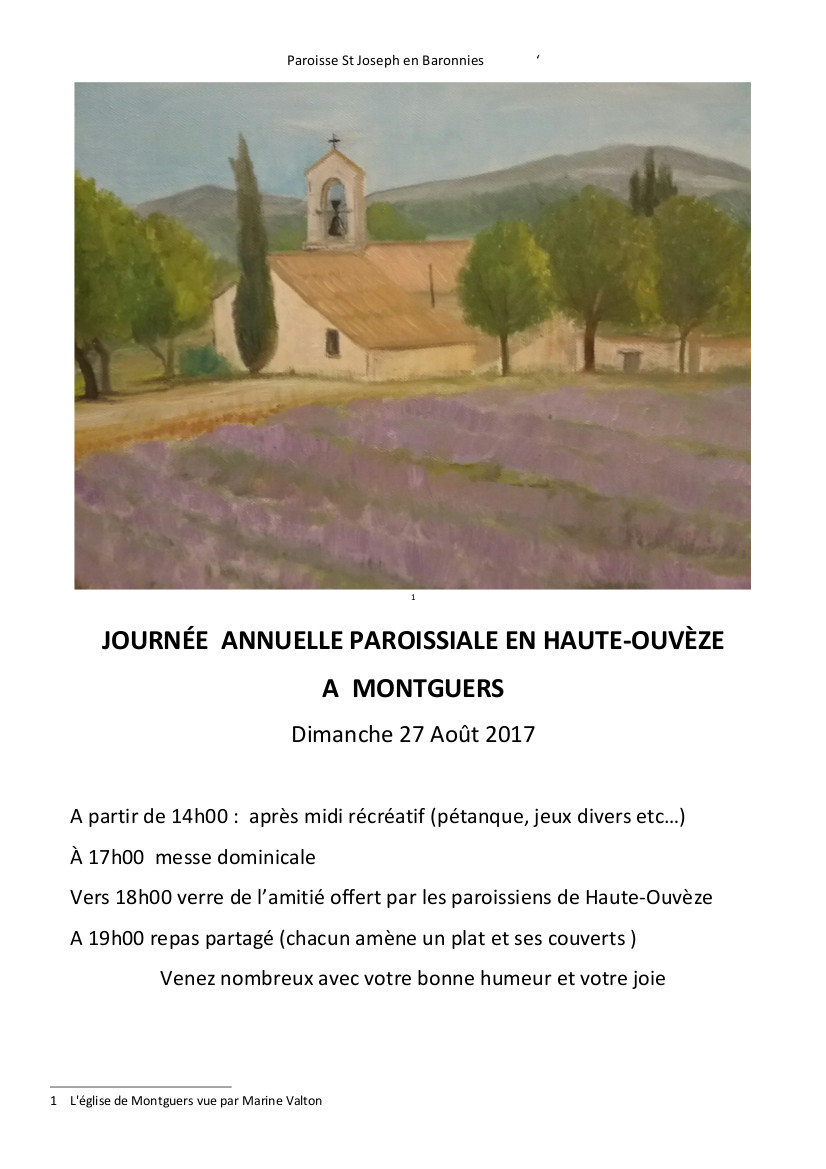 Paroisse St Joseph en Baronnies ‘
1
JOURNÉE ANNUELLE PAROISSIALE EN HAUTE-OUVÈZE
A MONTGUERS
Dimanche 27 Août 2017
A partir de 14h00 : après midi récréatif (pétanque, jeux divers etc…)
À 17h00 messe dominicale
Vers 18h00 verre de l’amitié offert par les paroissiens de Haute-Ouvèze
A 19h00 repas partagé (chacun amène un plat et ses couverts )
Venez nombreux avec votre bonne humeur et votre joie
1 L'église de Montguers vue par Marine Valton